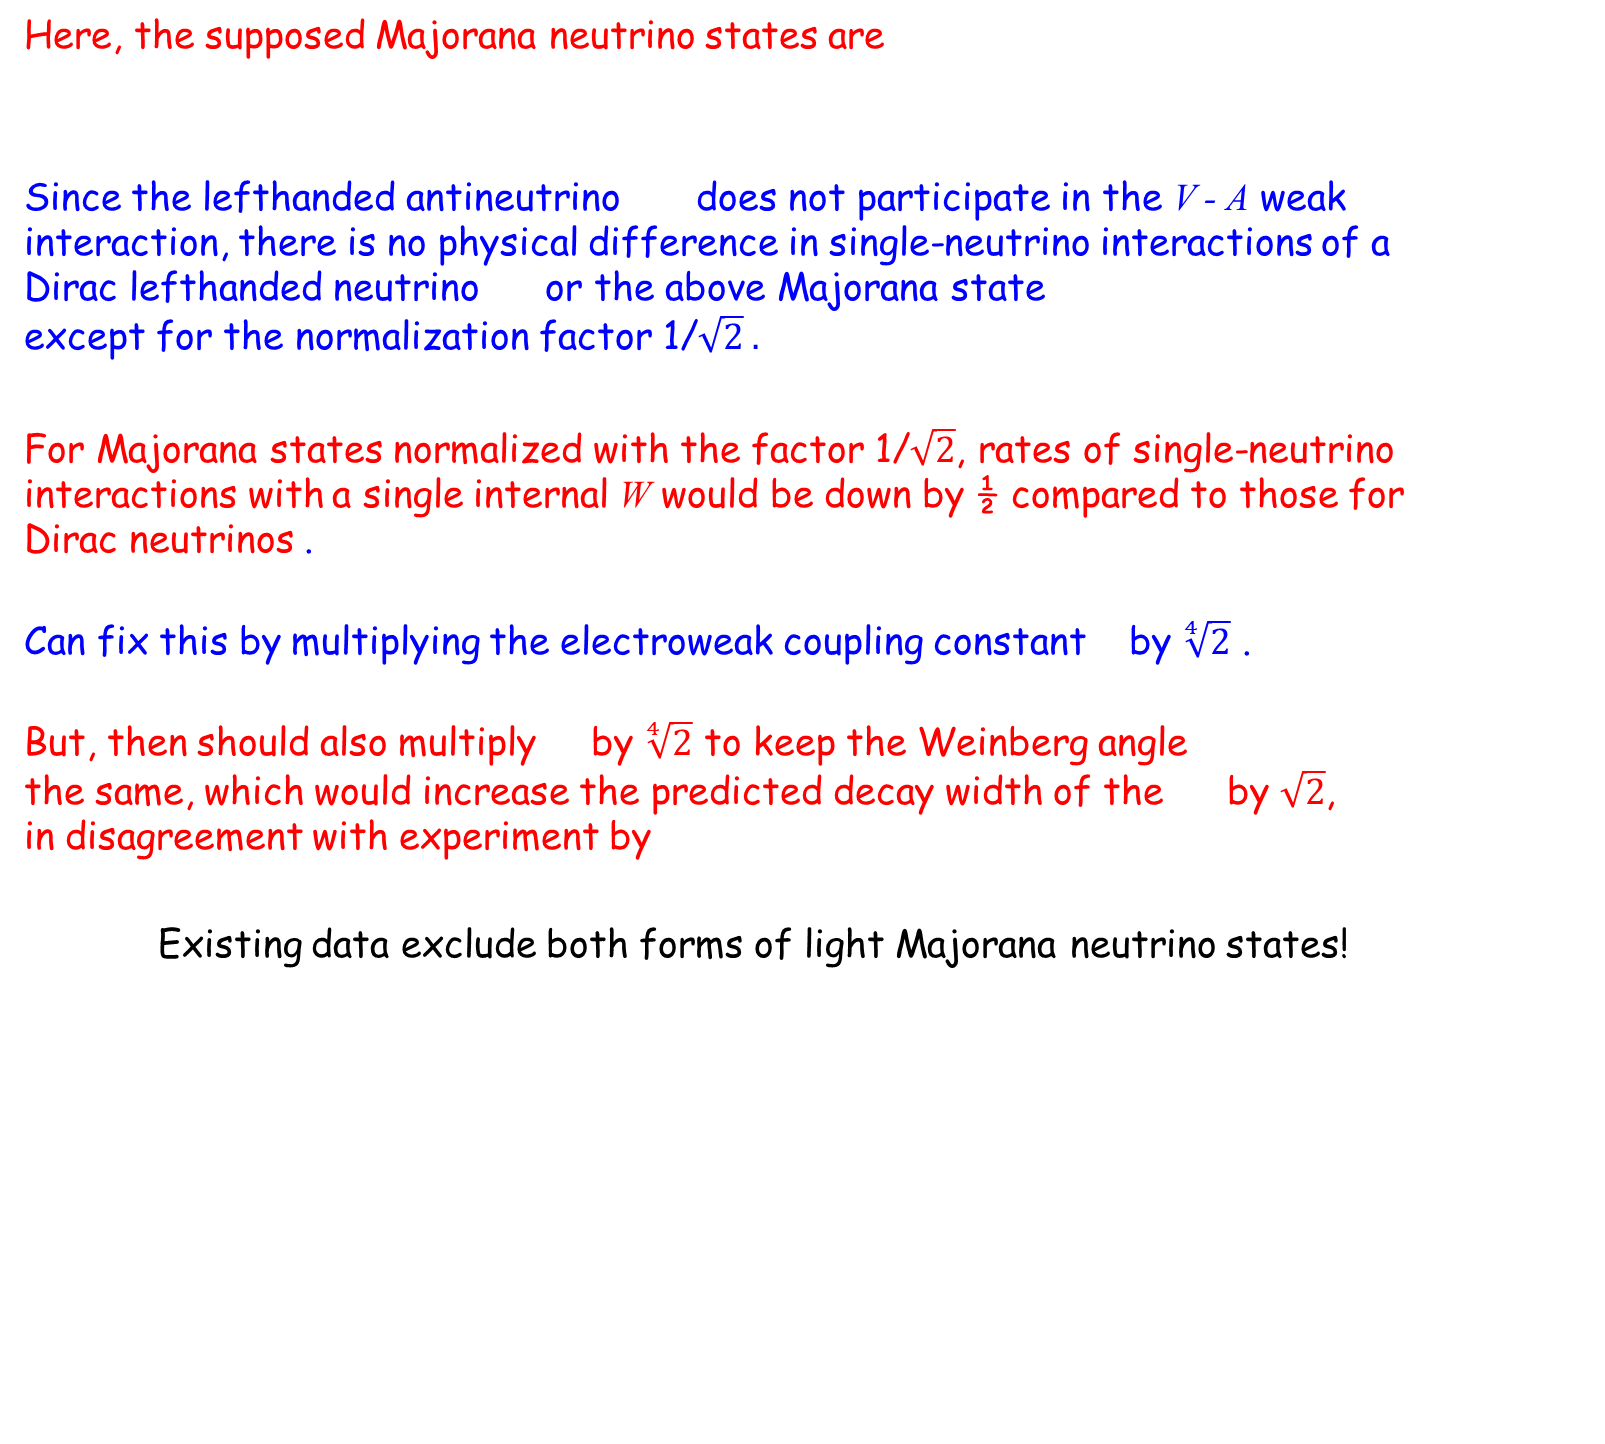 Here, the supposed Majorana neutrino states are
Since the lefthanded antineutrino does not participate in the V - A weak
interaction, there is no physical difference in single-neutrino interactions of a
Dirac lefthanded neutrino or the above Majorana state
except for the normalization factor 1/√2 .
For Majorana states normalized with the factor 1/√2, rates of single-neutrino
interactions with a single internal W would be down by ½ compared to those for
Dirac neutrinos .
Can fix this by multiplying the electroweak coupling constant by ∜2 .
But, then should also multiply by ∜2 to keep the Weinberg angle
the same, which would increase the predicted decay width of the by √2,
in disagreement with experiment by
Existing data exclude both forms of light Majorana neutrino states!